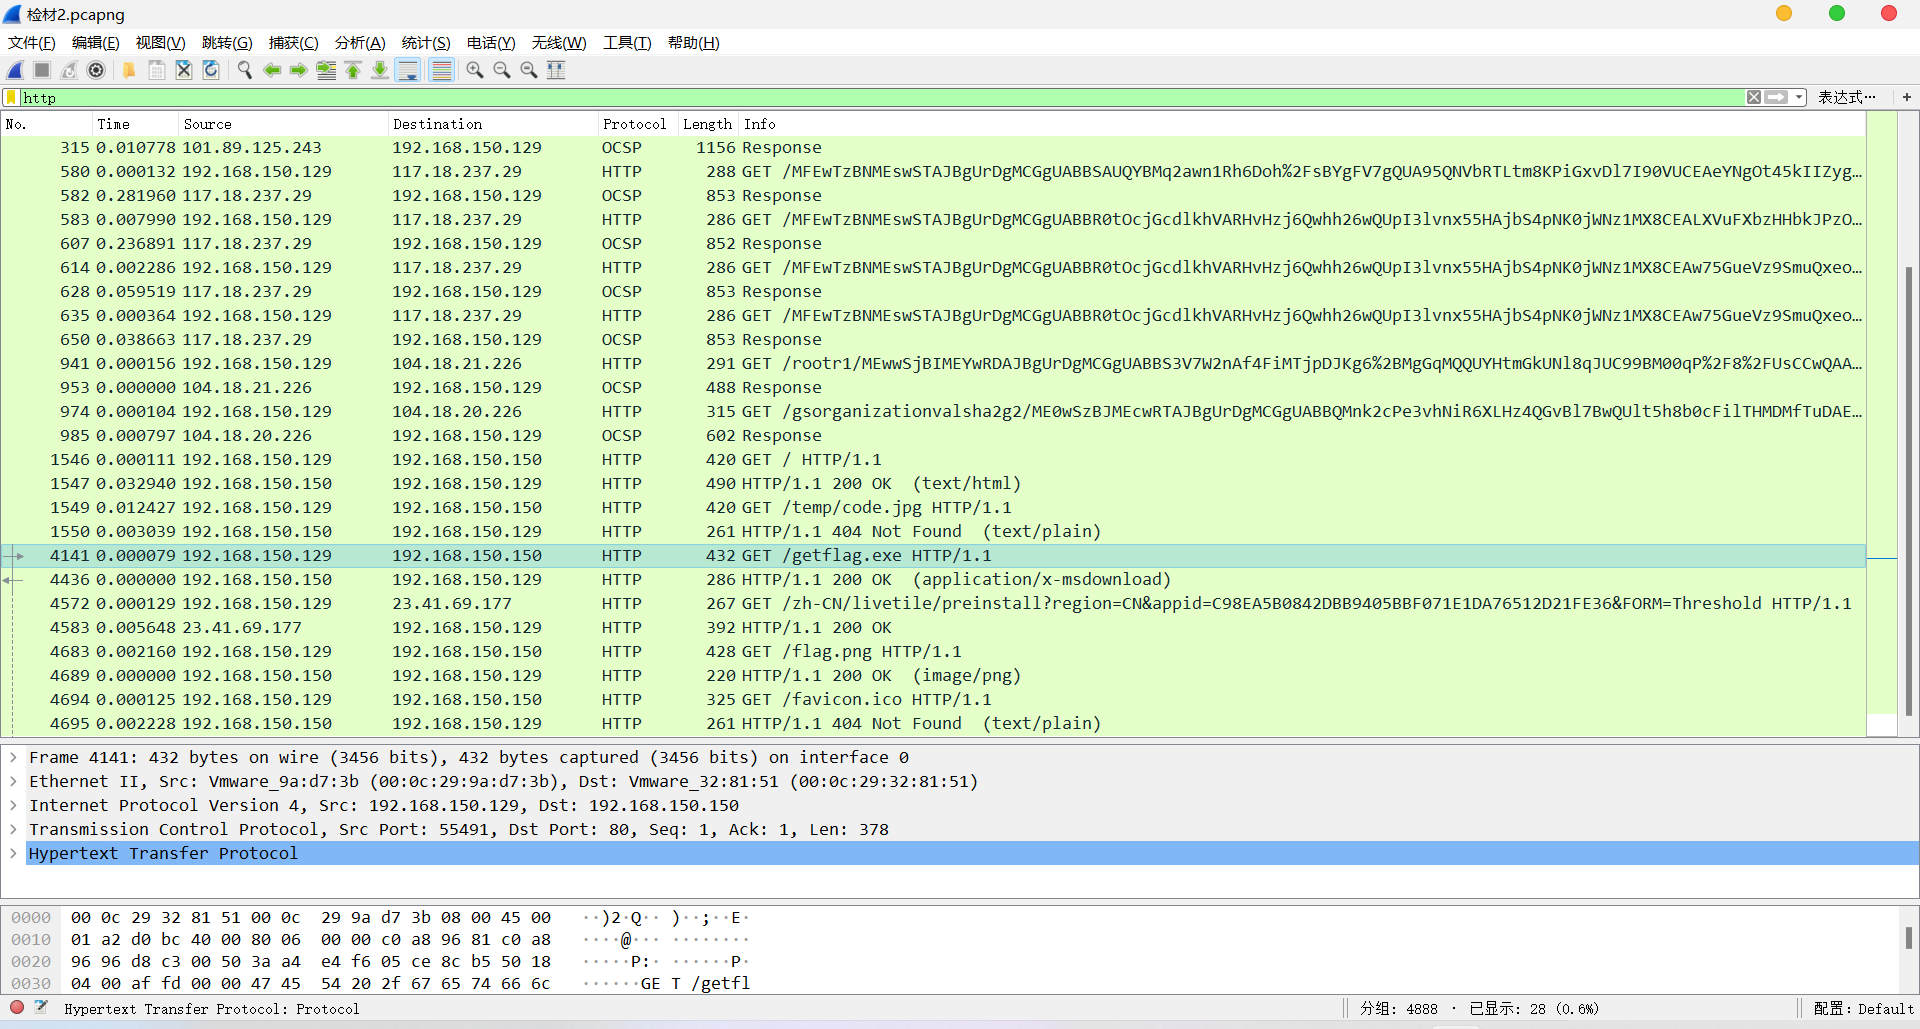 检材2.pcapng
文件(F) 编辑(E) 视图(V) 跳转(G) 捕获(C) 分析(A) 统计(S) 电话(Y) 无线(W) 工具(T) 帮助(H)
http 表达式… +
No. Time Source Destination Protocol Length Info
315 0.010778 101.89.125.243 192.168.150.129 OCSP 1156 Response
580 0.000132 192.168.150.129 117.18.237.29 HTTP 288 GET /MFEwTzBNMEswSTAJBgUrDgMCGgUABBSAUQYBMq2awn1Rh6Doh%2FsBYgFV7gQUA95QNVbRTLtm8KPiGxvDl7I90VUCEAeYNgOt45kIIZyg…
582 0.281960 117.18.237.29 192.168.150.129 OCSP 853 Response
583 0.007990 192.168.150.129 117.18.237.29 HTTP 286 GET /MFEwTzBNMEswSTAJBgUrDgMCGgUABBR0tOcjGcdlkhVARHvHzj6Qwhh26wQUpI3lvnx55HAjbS4pNK0jWNz1MX8CEALXVuFXbzHHbkJPzO…
607 0.236891 117.18.237.29 192.168.150.129 OCSP 852 Response
614 0.002286 192.168.150.129 117.18.237.29 HTTP 286 GET /MFEwTzBNMEswSTAJBgUrDgMCGgUABBR0tOcjGcdlkhVARHvHzj6Qwhh26wQUpI3lvnx55HAjbS4pNK0jWNz1MX8CEAw75GueVz9SmuQxeo…
628 0.059519 117.18.237.29 192.168.150.129 OCSP 853 Response
635 0.000364 192.168.150.129 117.18.237.29 HTTP 286 GET /MFEwTzBNMEswSTAJBgUrDgMCGgUABBR0tOcjGcdlkhVARHvHzj6Qwhh26wQUpI3lvnx55HAjbS4pNK0jWNz1MX8CEAw75GueVz9SmuQxeo…
650 0.038663 117.18.237.29 192.168.150.129 OCSP 853 Response
941 0.000156 192.168.150.129 104.18.21.226 HTTP 291 GET /rootr1/MEwwSjBIMEYwRDAJBgUrDgMCGgUABBS3V7W2nAf4FiMTjpDJKg6%2BMgGqMQQUYHtmGkUNl8qJUC99BM00qP%2F8%2FUsCCwQAA…
953 0.000000 104.18.21.226 192.168.150.129 OCSP 488 Response
974 0.000104 192.168.150.129 104.18.20.226 HTTP 315 GET /gsorganizationvalsha2g2/ME0wSzBJMEcwRTAJBgUrDgMCGgUABBQMnk2cPe3vhNiR6XLHz4QGvBl7BwQUlt5h8b0cFilTHMDMfTuDAE…
985 0.000797 104.18.20.226 192.168.150.129 OCSP 602 Response
1546 0.000111 192.168.150.129 192.168.150.150 HTTP 420 GET / HTTP/1.1
1547 0.032940 192.168.150.150 192.168.150.129 HTTP 490 HTTP/1.1 200 OK (text/html)
1549 0.012427 192.168.150.129 192.168.150.150 HTTP 420 GET /temp/code.jpg HTTP/1.1
1550 0.003039 192.168.150.150 192.168.150.129 HTTP 261 HTTP/1.1 404 Not Found (text/plain)
4141 0.000079 192.168.150.129 192.168.150.150 HTTP 432 GET /getflag.exe HTTP/1.1
4436 0.000000 192.168.150.150 192.168.150.129 HTTP 286 HTTP/1.1 200 OK (application/x-msdownload)
4572 0.000129 192.168.150.129 23.41.69.177 HTTP 267 GET /zh-CN/livetile/preinstall?region=CN&appid=C98EA5B0842DBB9405BBF071E1DA76512D21FE36&FORM=Threshold HTTP/1.1
4583 0.005648 23.41.69.177 192.168.150.129 HTTP 392 HTTP/1.1 200 OK
4683 0.002160 192.168.150.129 192.168.150.150 HTTP 428 GET /flag.png HTTP/1.1
4689 0.000000 192.168.150.150 192.168.150.129 HTTP 220 HTTP/1.1 200 OK (image/png)
4694 0.000125 192.168.150.129 192.168.150.150 HTTP 325 GET /favicon.ico HTTP/1.1
4695 0.002228 192.168.150.150 192.168.150.129 HTTP 261 HTTP/1.1 404 Not Found (text/plain)
Frame 4141: 432 bytes on wire (3456 bits), 432 bytes captured (3456 bits) on interface 0
Ethernet II, Src: Vmware_9a:d7:3b (00:0c:29:9a:d7:3b), Dst: Vmware_32:81:51 (00:0c:29:32:81:51)
Internet Protocol Version 4, Src: 192.168.150.129, Dst: 192.168.150.150
Transmission Control Protocol, Src Port: 55491, Dst Port: 80, Seq: 1, Ack: 1, Len: 378
Hypertext Transfer Protocol
0000 00 0c 29 32 81 51 00 0c 29 9a d7 3b 08 00 45 00 ··)2·Q·· )··;··E·
0010 01 a2 d0 bc 40 00 80 06 00 00 c0 a8 96 81 c0 a8 ····@··· ········
0020 96 96 d8 c3 00 50 3a a4 e4 f6 05 ce 8c b5 50 18 ·····P:· ······P·
0030 04 00 af fd 00 00 47 45 54 20 2f 67 65 74 66 6c ······GE T /getfl
Hypertext Transfer Protocol: Protocol 分组: 4888 · 已显示: 28 (0.6%) 配置: Default